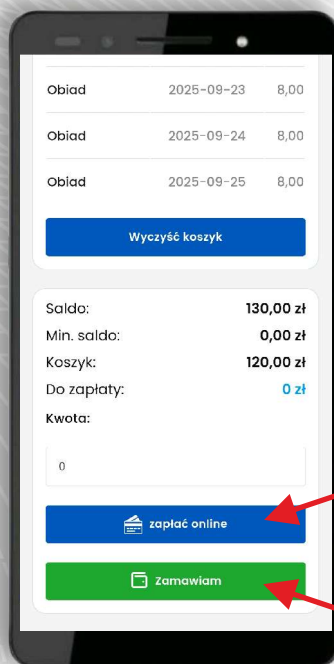 Obiad 2025-09-23 8,00
Obiad 2025-09-24 8,00
Obiad 2025-09-25 8,00
Wyczyść koszyk
Saldo: 130,00 zł
Min. saldo: 0,00 zł
Koszyk: 120,00 zł
Do zapłaty: 0 zł
Kwota:
0
zapłać online
Zamawiam